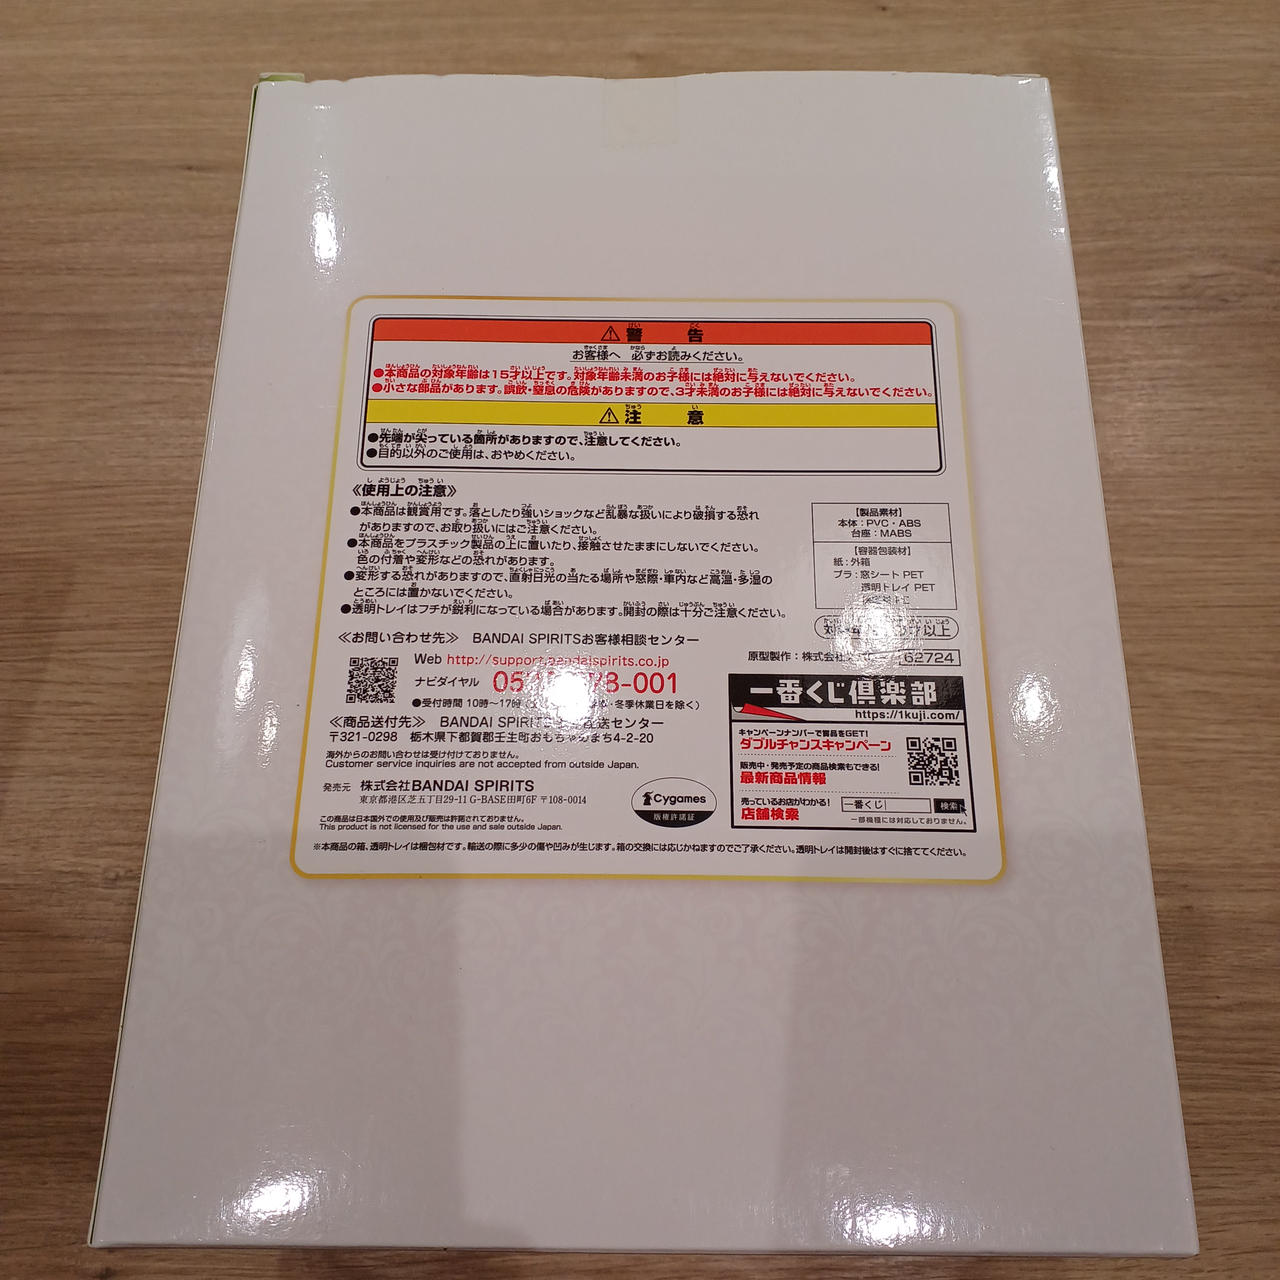 ⚠警告
お客様へ 必ずお読みください。
●本商品の対象年齢は15才以上です。対象年齢未満のお子様には絶対に与えないでください。
●小さな部品があります。誤飲・窒息の危険がありますので、3才未満のお子様には絶対に与えないでください。
⚠注意
●先端が尖っている箇所がありますので、注意してください。
●目的以外のご使用は、おやめください。
《使用上の注意》
●本商品は観賞用です。落としたり強いショックなど乱暴な扱いにより破損する恐れ
がありますので、お取り扱いにはご注意ください。
●本商品をプラスチック製品の上に置いたり、接触させたままにしないでください。
色の付着や変形などの恐れがあります。
●変形する恐れがありますので、直射日光の当たる場所や窓際・車内など高温・多湿の
ところには置かないでください。
●透明トレイはフチが鋭利になっている場合があります。開封の際は十分ご注意ください。
【製品素材】
本体：PVC・ABS
台座：MABS
【容器包装材】
紙：外箱
プラ：窓シート PET
透明トレイ PET
以上
原型製作：株式会社
62724
≪お問い合わせ先≫ BANDAI SPIRITSお客様相談センター
Web http://support.bandaispirits.co.jp
ナビダイヤル
-001
●受付時間 10時～17時 冬季休業日を除く)
≪商品送付先≫ BANDAI SPIRITS センター
〒321-0298 栃木県下都賀郡壬生町おもちゃのまち4-2-20
海外からのお問い合わせは受け付けておりません。
Customer service inquiries are not accepted from outside Japan.
発売元 株式会社BANDAI SPIRITS
東京都港区芝五丁目29-11 G-BASE田町6F 〒108-0014
この商品は日本国外での使用及び販売は許諾されておりません。
This product is not licensed for the use and sale outside Japan.
Cygames
版権許諾証
一番くじ倶楽部
https://1kuji.com/
キャンペーンナンバーで賞品をGET!
ダブルチャンスキャンペーン
販売中・発売予定の商品検索もできる!
最新商品情報
売っているお店がわかる!
店舗検索
一番くじ 検索
一部機種には対応しておりません。
※本商品の箱、透明トレイは梱包材です。輸送の際に多少の傷や凹みが生じます。箱の交換には応じかねますのでご了承ください。透明トレイは開封後はすぐに捨ててください。